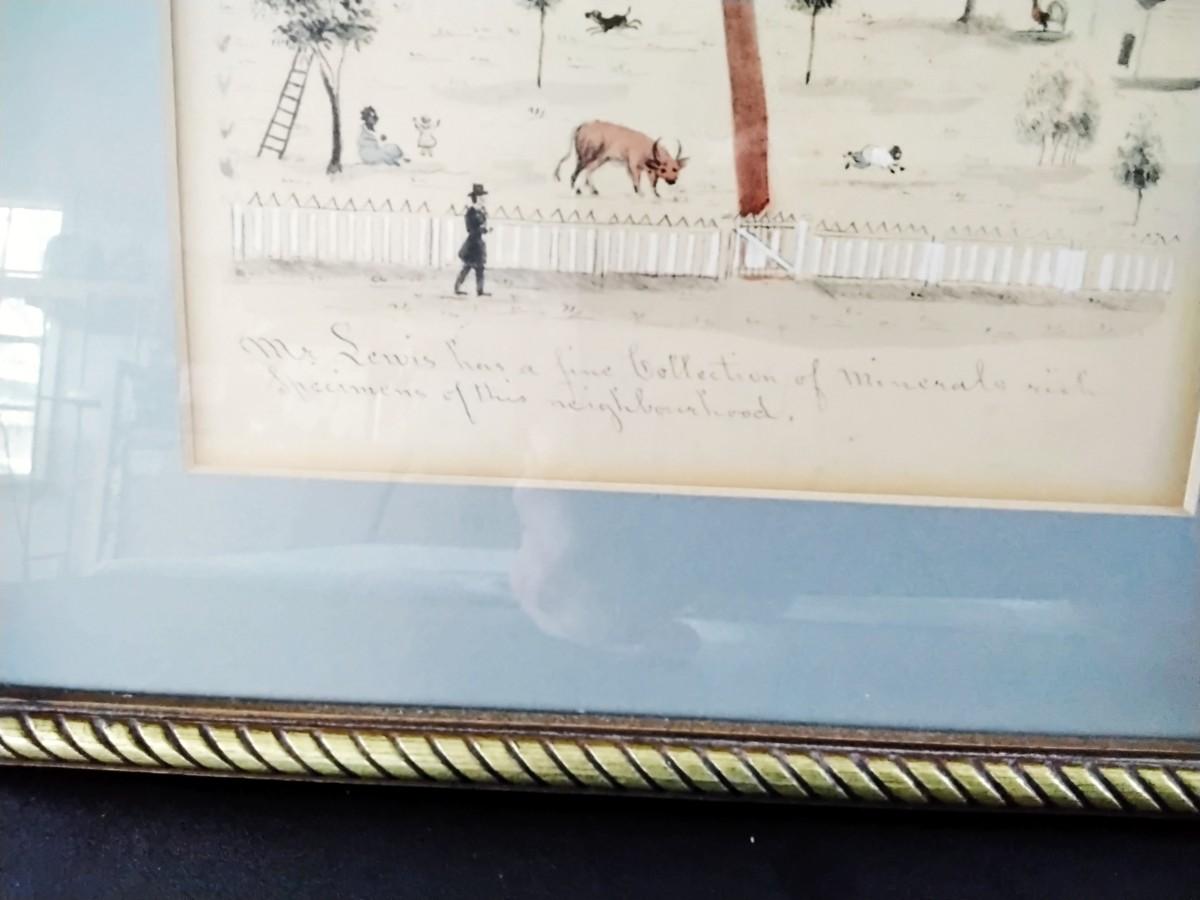 Mr Lewis has a fine Collection of Minerals rich
Specimens of this neighbourhood.